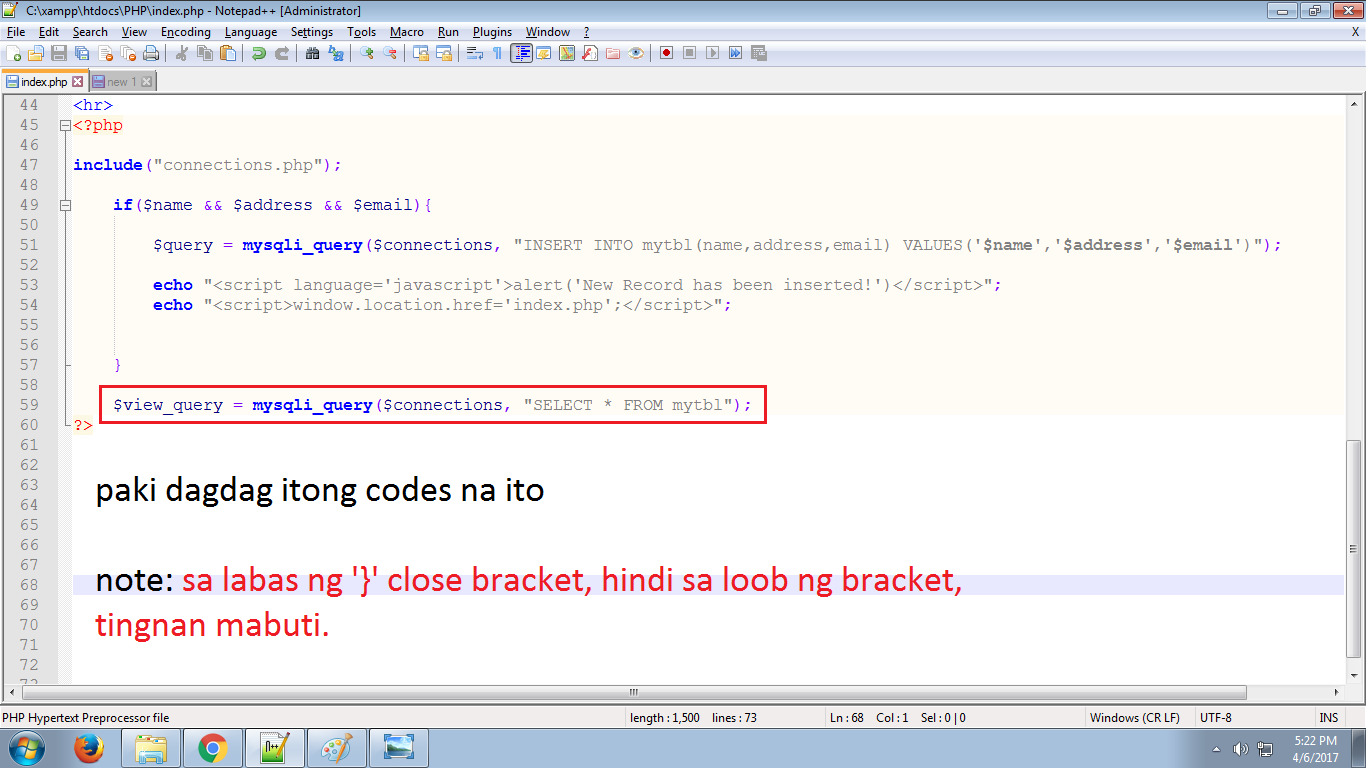 C:\xampp\htdocs\PHP\index.php - Notepad++ [Administrator]
File Edit Search View Encoding Language Settings Tools Macro Run Plugins Window ? X
index.php new 1
44 <hr>
45 <?php
46
47 include("connections.php");
48
49 if($name && $address && $email){
50
51 $query = mysqli_query($connections, "INSERT INTO mytbl(name,address,email) VALUES('$name','$address','$email')");
52
53 echo "<script language='javascript'>alert('New Record has been inserted!')</script>";
54 echo "<script>window.location.href='index.php';</script>";
55
56
57 }
58
59 $view_query = mysqli_query($connections, "SELECT * FROM mytbl");
60 ?>
61
62
63 paki dagdag itong codes na ito
64
65
66
67
68 note: sa labas ng '}' close bracket, hindi sa loob ng bracket,
69
70 tingnan mabuti.
71
72
73
PHP Hypertext Preprocessor file length : 1,500 lines : 73 Ln : 68 Col : 1 Sel : 0 | 0 Windows (CR LF) UTF-8 INS
5:22 PM
4/6/2017